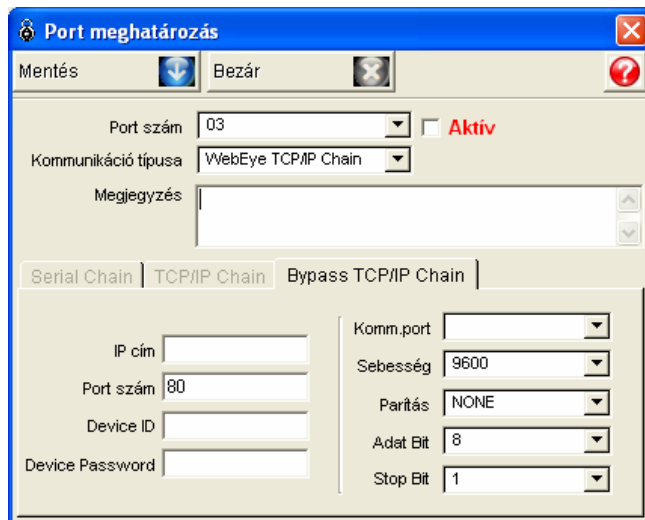 Port meghatározás
Mentés Bezár
Port szám 03 Aktív
Kommunikáció típusa WebEye TCP/IP Chain
Megjegyzés
Serial Chain TCP/IP Chain Bypass TCP/IP Chain
IP cím
Port szám 80
Device ID
Device Password
Komm.port
Sebesség 9600
Parítás NONE
Adat Bit 8
Stop Bit 1